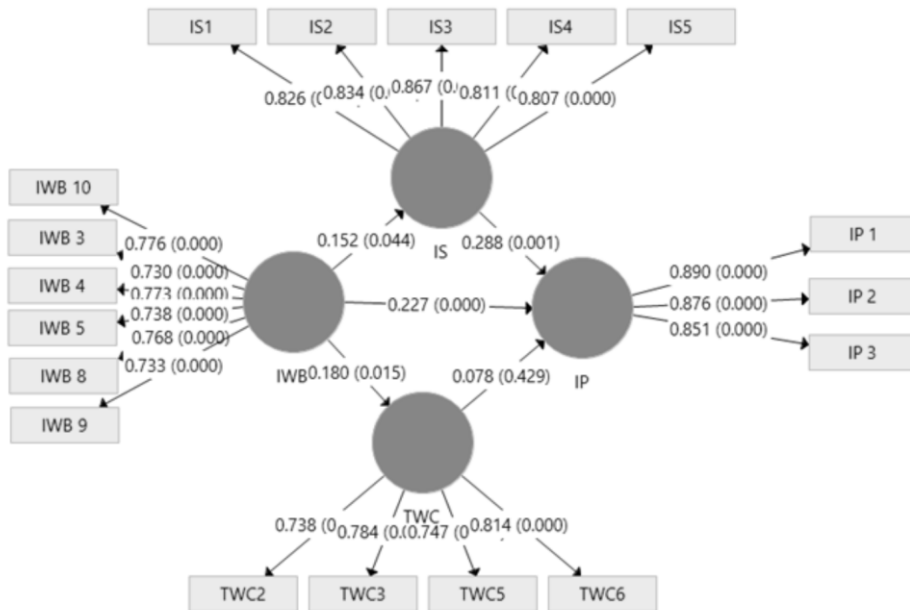 IS1
IS2
IS3
IS4
IS5
0.826 (0.834 (0. 0.867 (0. 0.811 (0.807 (0.000)
IWB 10
IWB 3
IWB 4
IWB 5
IWB 8
IWB 9
0.776 (0.000)
0.730 (0.000)
0.773 (0.000)
0.738 (0.000)
0.768 (0.000)
0.733 (0.000)
0.152 (0.044)
IS
0.288 (0.001)
0.227 (0.000)
IWB
0.180 (0.015)
0.078 (0.429)
IP
0.890 (0.000)
0.876 (0.000)
0.851 (0.000)
IP 1
IP 2
IP 3
TWC
0.738 (0.784 (0.747 (0.814 (0.000)
TWC2
TWC3
TWC5
TWC6